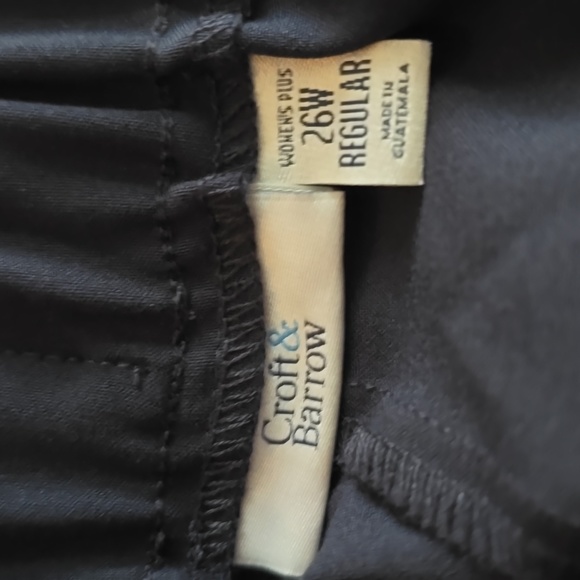 WOMEN'S PLUS
26W
REGULAR
MADE IN
GUATEMALA
Croft&
Barrow